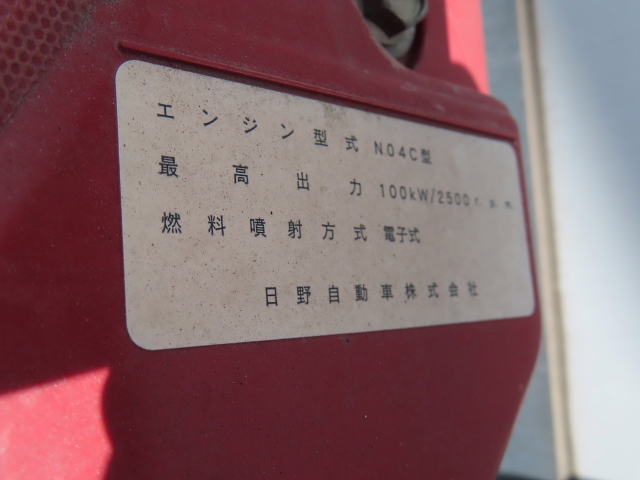 エンジン型式 N04C型
最高出力 100kW/2500r.p.m.
燃料噴射方式 電子式
日野自動車株式会社